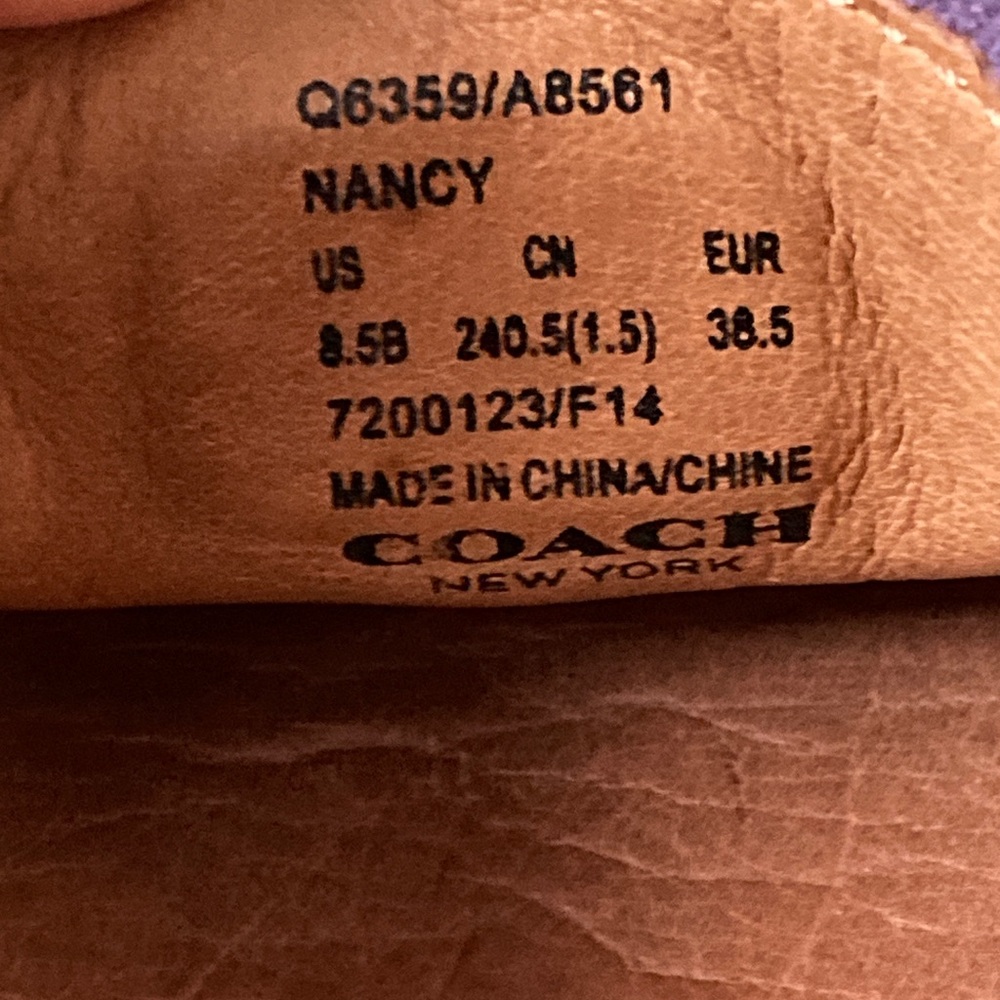 Q6359/A8561
NANCY
US CN EUR
8.5B 240.5(1.5) 38.5
7200123/F14
MADE IN CHINA/CHINE
COACH
NEW YORK